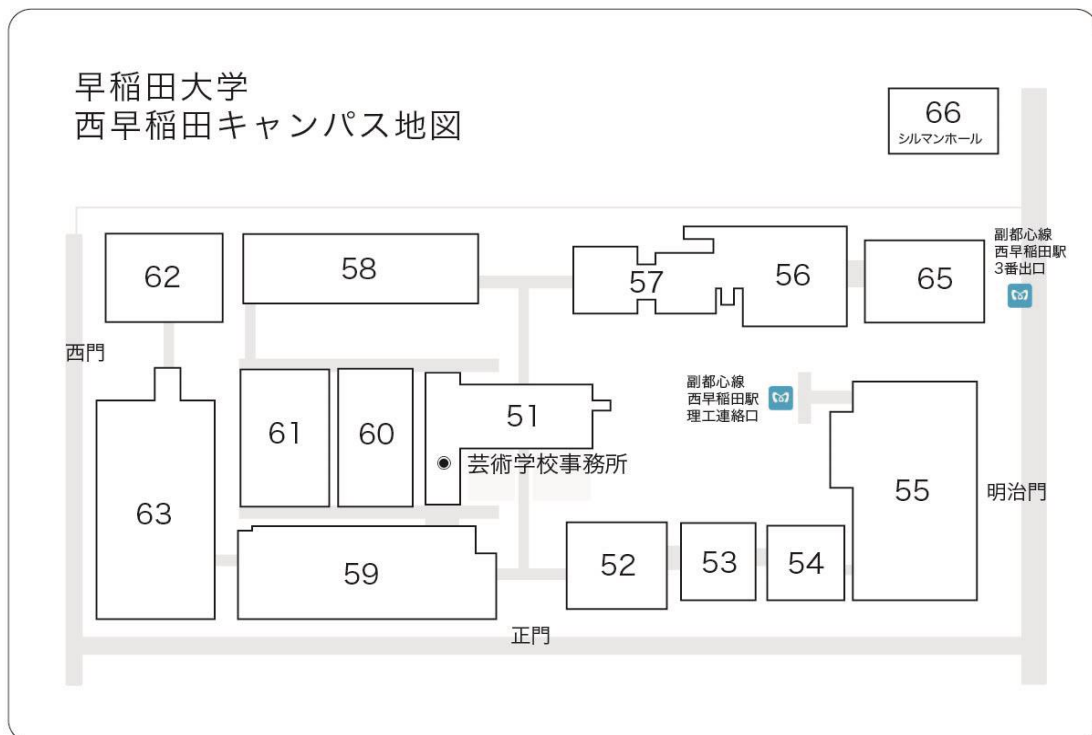 早稲田大学
西早稲田キャンパス地図
66
シルマンホール
副都心線
西早稲田駅
3番出口
62
58
57
56
65
西門
副都心線
西早稲田駅
理工連絡口
61
60
51
芸術学校事務所
55
明治門
63
59
52
53
54
正門